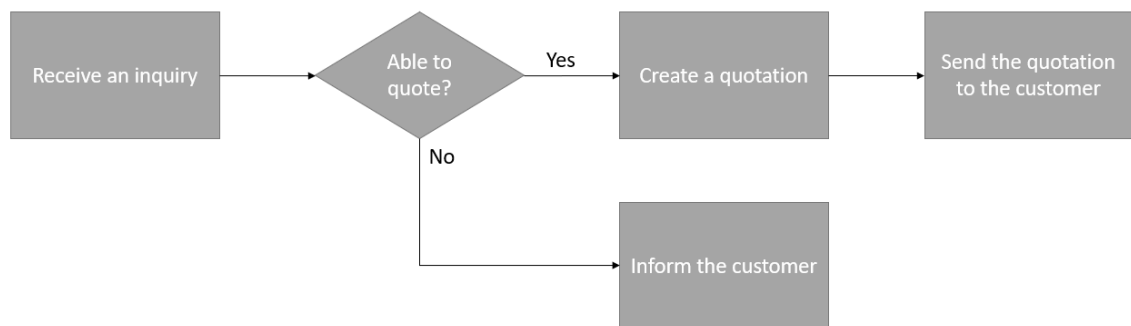 Receive an inquiry
Able to
quote?
Yes
Create a quotation
Send the quotation
to the customer
No
Inform the customer